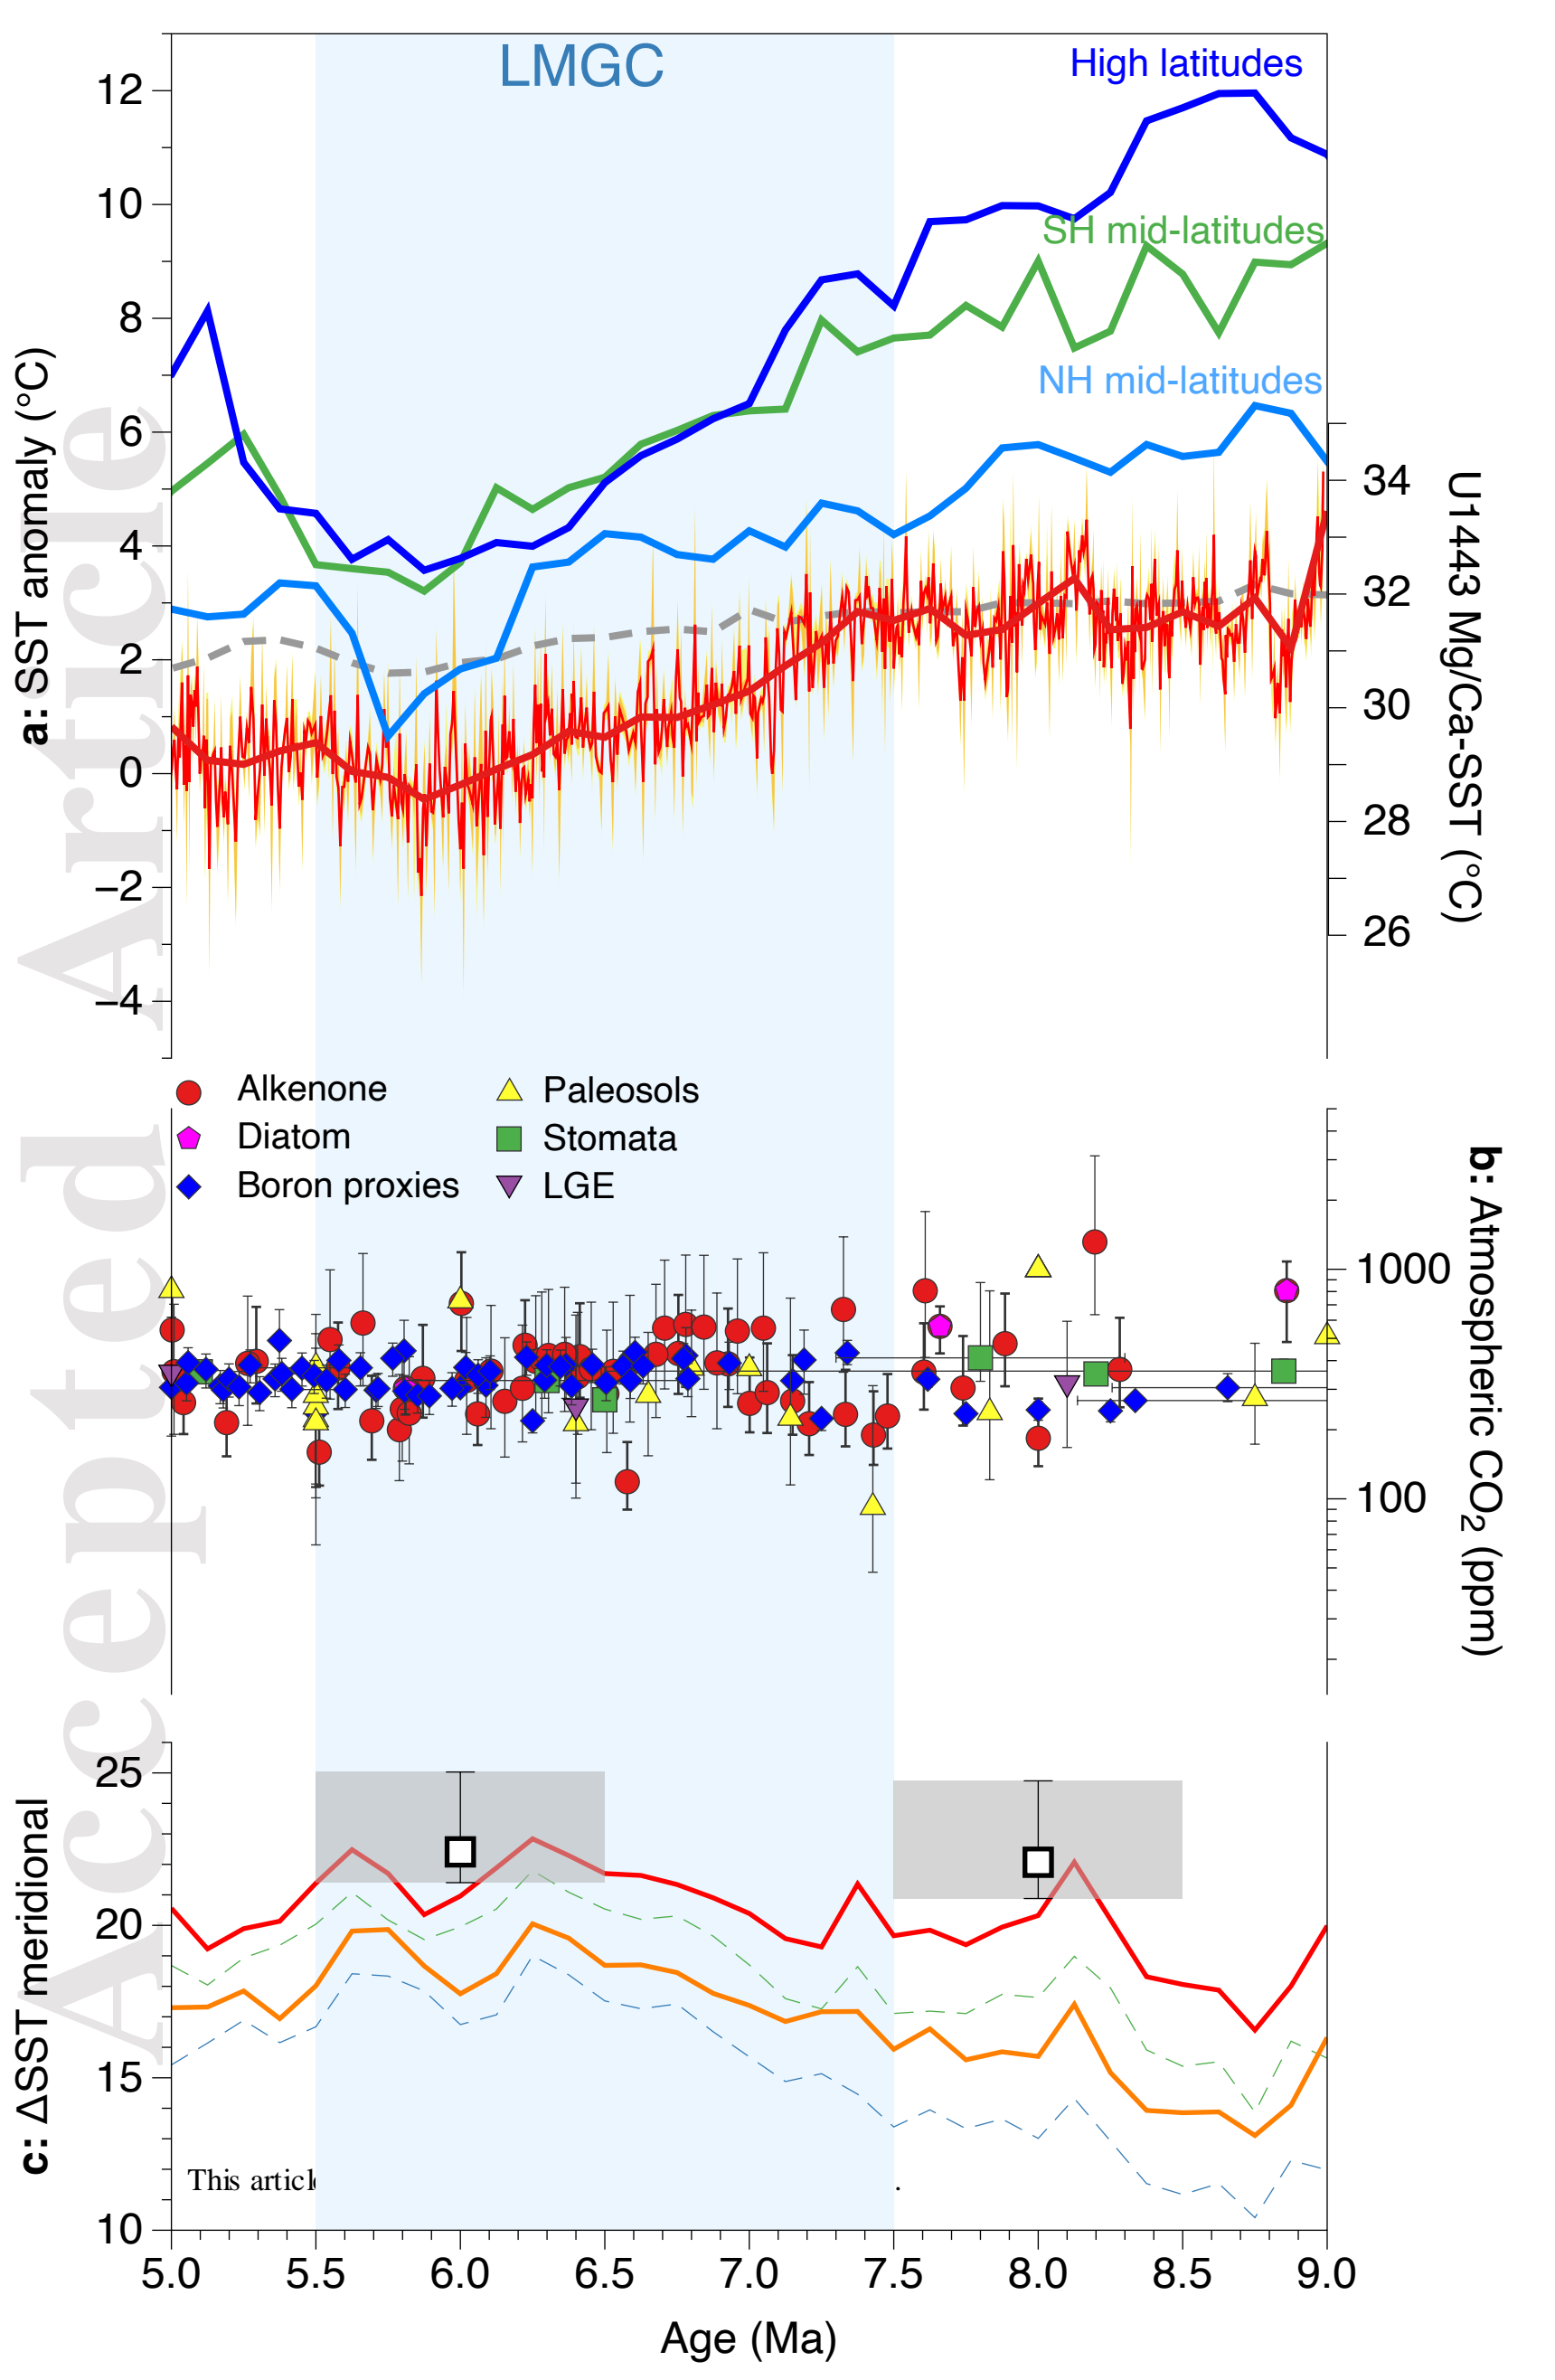 LMGC
High latitudes
SH mid-latitudes
NH mid-latitudes
12
10
8
6
4
2
0
−2
−4
a: SST anomaly (°C)
34
32
30
28
26
U1443 Mg/Ca-SST (°C)
Alkenone
Diatom
Boron proxies
Paleosols
Stomata
LGE
1000
100
b: Atmospheric CO2 (ppm)
25
20
15
10
c: ΔSST meridional
This article
.
5.0 5.5 6.0 6.5 7.0 7.5 8.0 8.5 9.0
Age (Ma)
Accepted Article